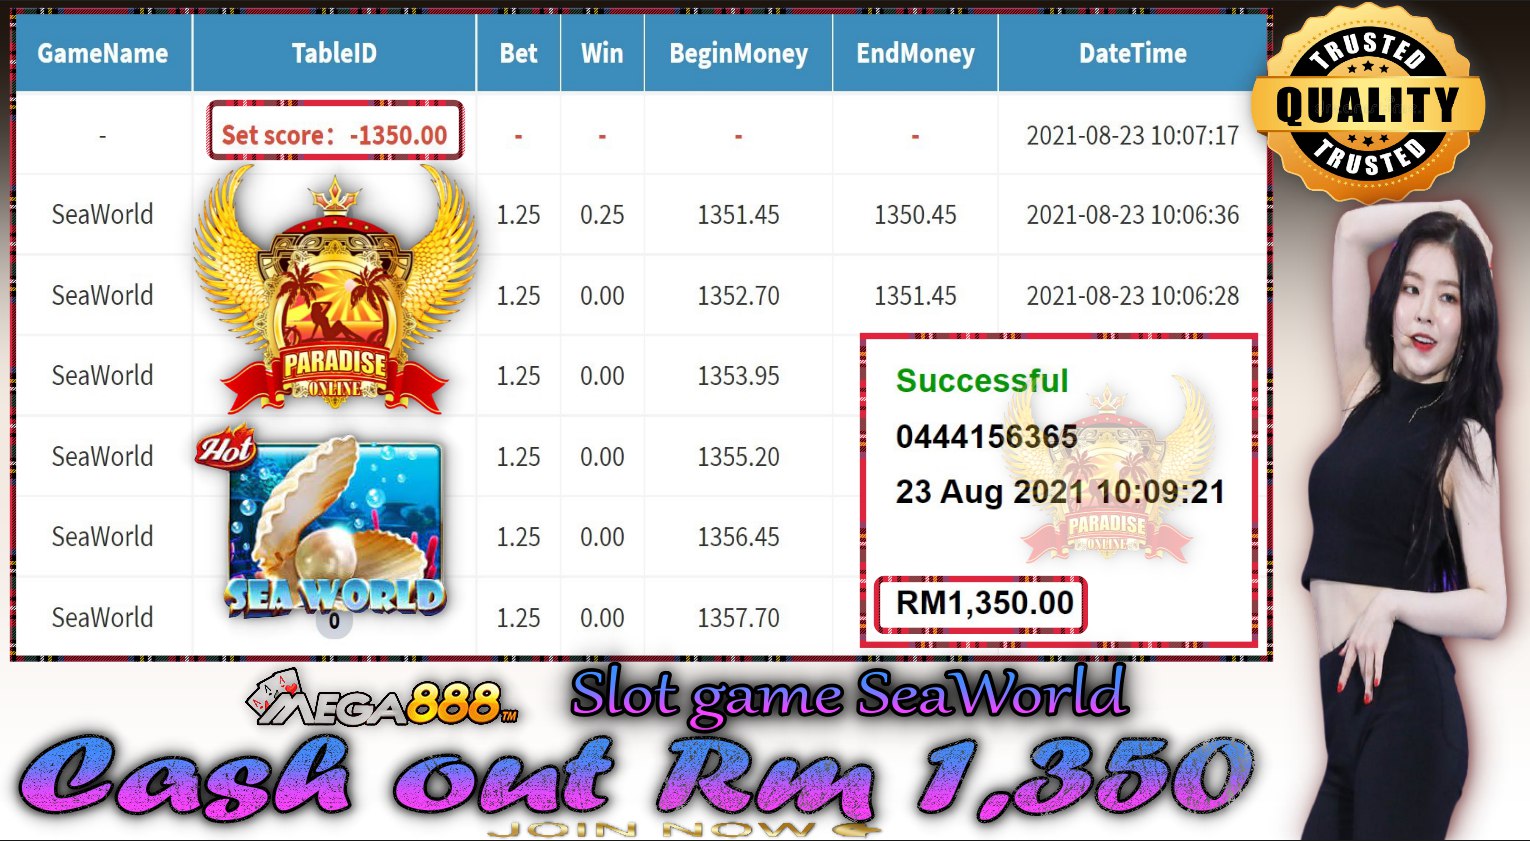 GameName TableID Bet Win BeginMoney EndMoney DateTime
- Set score: -1350.00 - - - - 2021-08-23 10:07:17
SeaWorld 1.25 0.25 1351.45 1350.45 2021-08-23 10:06:36
SeaWorld 1.25 0.00 1352.70 1351.45 2021-08-23 10:06:28
SeaWorld 1.25 0.00 1353.95
SeaWorld 1.25 0.00 1355.20
SeaWorld 1.25 0.00 1356.45
SeaWorld 1.25 0.00 1357.70
PARADISE
ONLINE
Hot
SEA WORLD
0
Successful
0444156365
23 Aug 2021 10:09:21
PARADISE
ONLINE
RM1,350.00
TRUSTED
QUALITY
TRUSTED
MEGA888 TM
Slot game SeaWorld
Cash out Rm 1,350
JOIN NOW